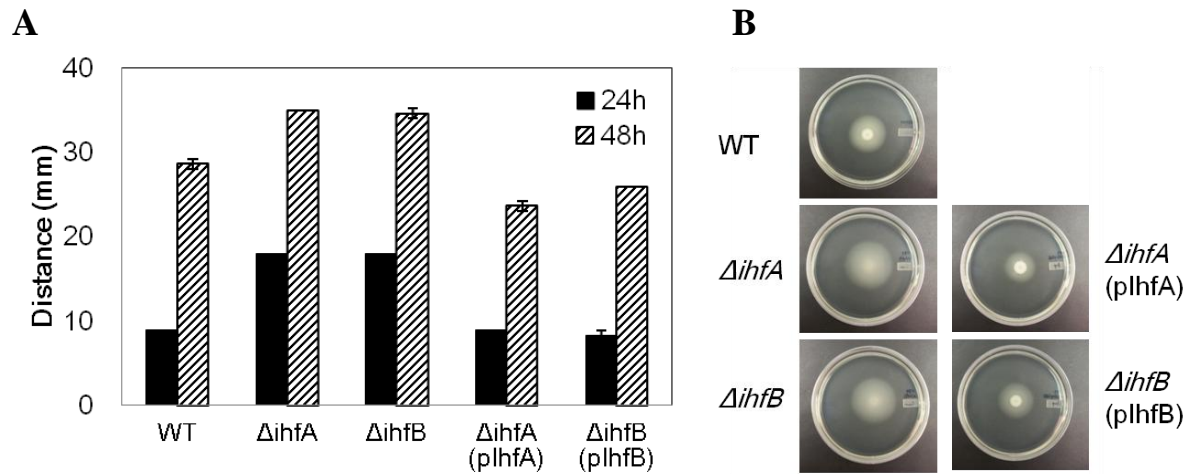 A
B
40
30
20
10
0
Distance (mm)
24h
48h
WT
ΔihfA
ΔihfB
ΔihfA
(pIhfA)
ΔihfB
(pIhfB)
WT
ΔihfA
ΔihfA
(pIhfA)
ΔihfB
ΔihfB
(pIhfB)